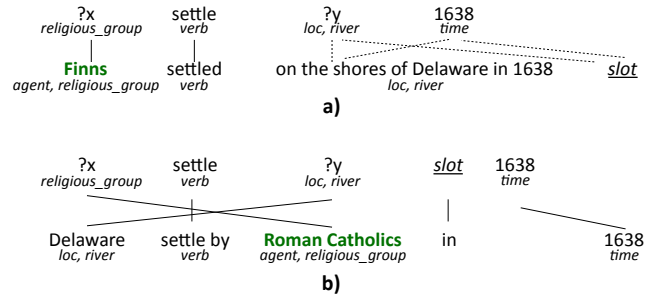 ?x settle ?y 1638
religious_group verb loc, river time
Finns settled on the shores of Delaware in 1638 slot
agent, religious_group verb loc, river
a)
?x settle ?y slot 1638
religious_group verb loc, river time
Delaware settle by Roman Catholics in 1638
loc, river verb agent, religious_group time
b)